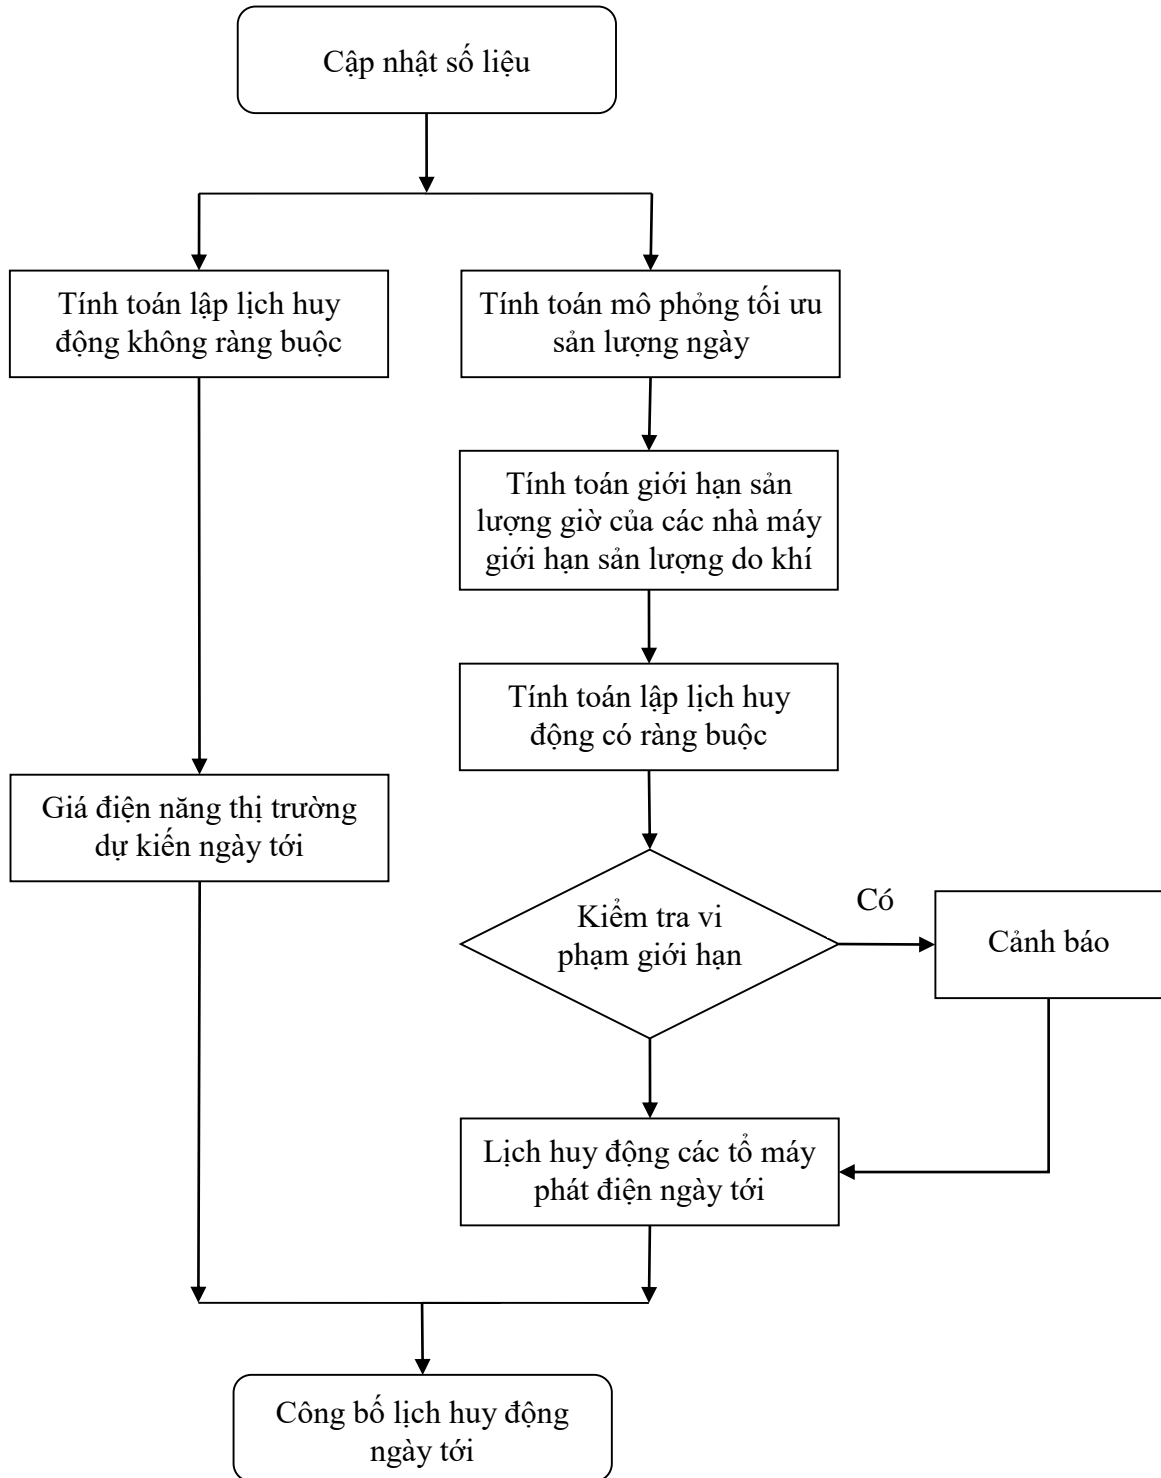 Cập nhật số liệu
Tính toán lập lịch huy
động không ràng buộc
Tính toán mô phỏng tối ưu
sản lượng ngày
Tính toán giới hạn sản
lượng giờ của các nhà máy
giới hạn sản lượng do khí
Tính toán lập lịch huy
động có ràng buộc
Giá điện năng thị trường
dự kiến ngày tới
Kiểm tra vi
phạm giới hạn
Có
Cảnh báo
Lịch huy động các tổ máy
phát điện ngày tới
Công bố lịch huy động
ngày tới